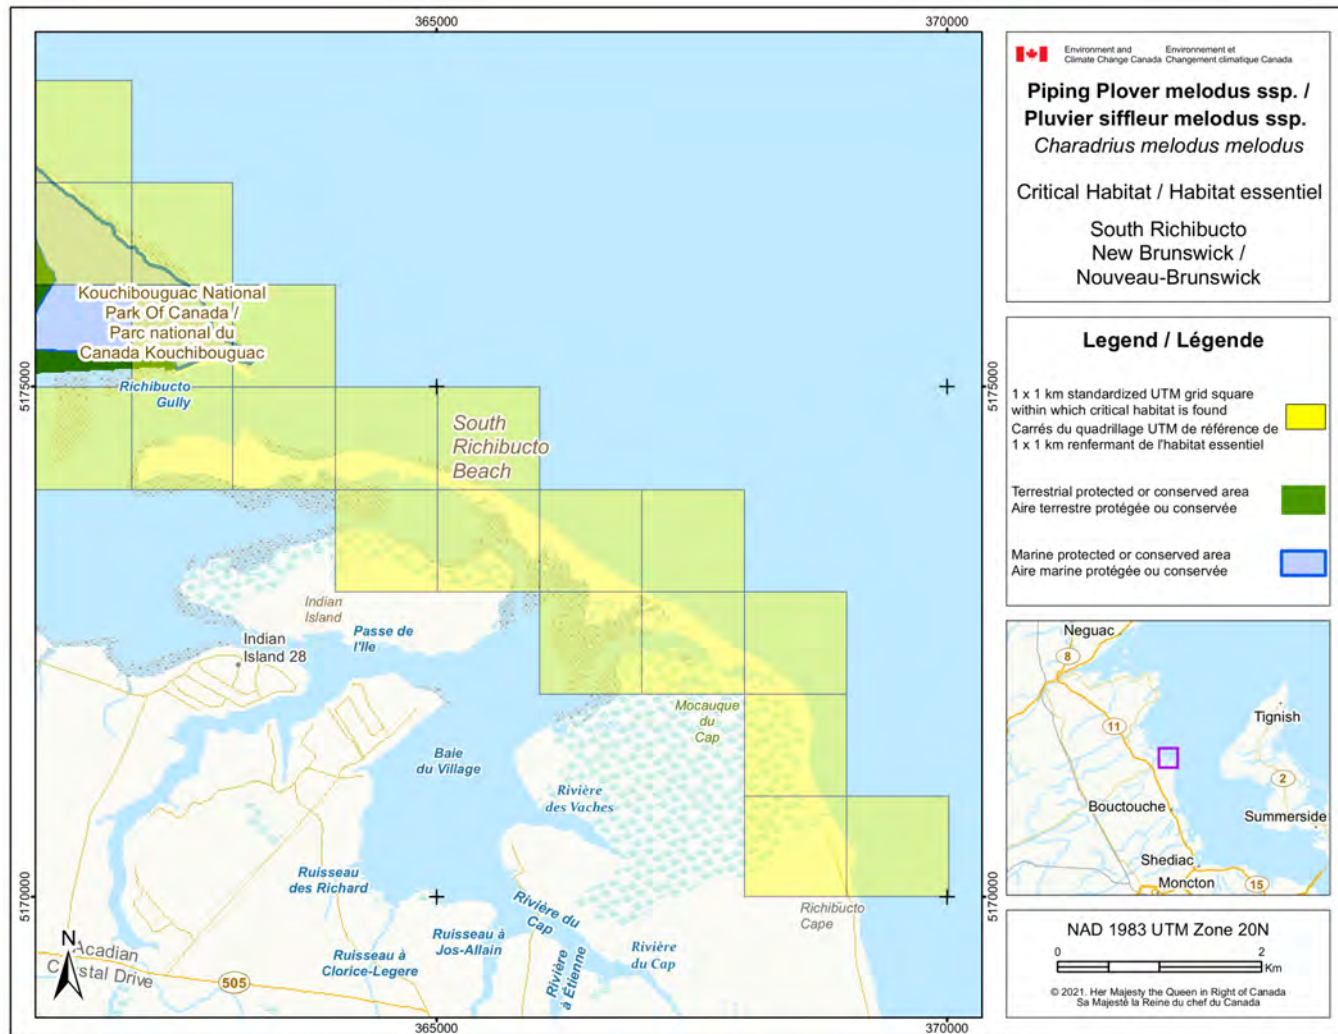 365000
370000
Kouchibouguac National
Park Of Canada /
Parc national du
Canada Kouchibouguac
Richibucto
Gully
5175000
5175000
South
Richibucto
Beach
Indian
Island
Passe de
l'Ile
Indian
Island 28
Mocauque
du
Cap
Baie
du Village
Rivière
des Vaches
Ruisseau
des Richard
5170000
5170000
Richibucto
Cape
Rivière du
Cap
Ruisseau à
Jos-Allain
Rivière
à Étienne
Rivière
du Cap
Ruisseau à
Clorice-Legere
N
Acadian
Coastal Drive
505
365000
370000
Environment and
Climate Change Canada
Environnement et
Changement climatique Canada
Piping Plover melodus ssp. /
Pluvier siffleur melodus ssp.
Charadrius melodus melodus
Critical Habitat / Habitat essentiel
South Richibucto
New Brunswick /
Nouveau-Brunswick
Legend / Légende
1 x 1 km standardized UTM grid square
within which critical habitat is found
Carrés du quadrillage UTM de référence de
1 x 1 km renfermant de l'habitat essentiel
Terrestrial protected or conserved area
Aire terrestre protégée ou conservée
Marine protected or conserved area
Aire marine protégée ou conservée
Neguac
8
11
Tignish
2
Bouctouche
Summerside
Shediac
Moncton
15
NAD 1983 UTM Zone 20N
0
2
Km
© 2021. Her Majesty the Queen in Right of Canada
Sa Majesté la Reine du chef du Canada